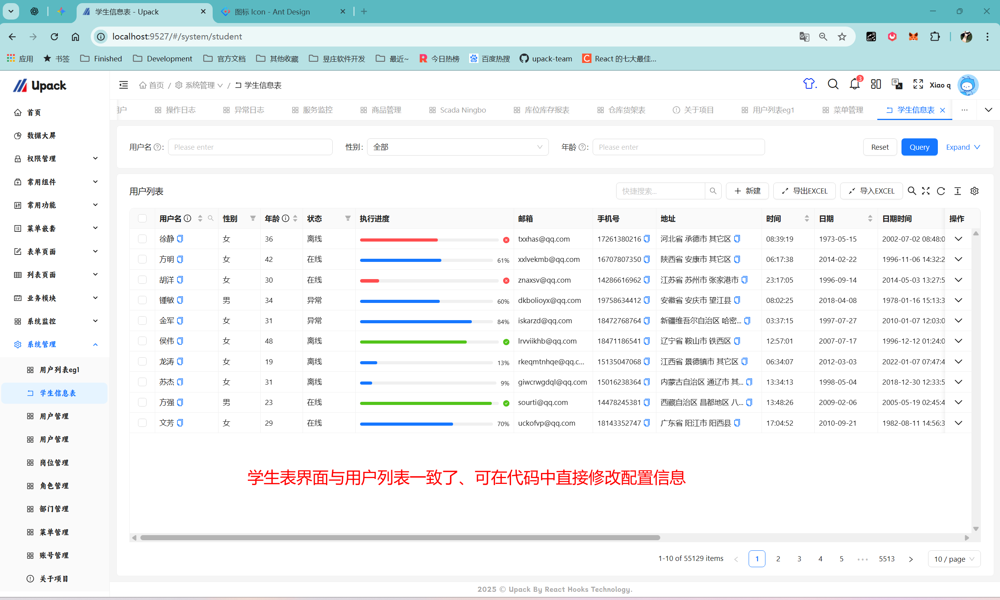 学生信息表 - Upack
图标 Icon - Ant Design
localhost:9527/#/system/student
应用
书签
Finished
Development
官方文档
其他收藏
昱庄软件开发
最近~
今日热榜
百度热搜
upack-team
React 的七大最佳...
Upack
首页 / 系统管理 / 学生信息表
3
Xiao q
首页
数据大屏
权限管理
常用组件
常用功能
菜单嵌套
表单页面
列表页面
业务模块
系统监控
系统管理
用户列表eg1
学生信息表
用户管理
用户管理
岗位管理
角色管理
部门管理
菜单管理
账号管理
关于项目
用户
操作日志
异常日志
服务监控
商品管理
Scada Ningbo
库位库存报表
仓库货架表
关于项目
用户列表eg1
菜单管理
学生信息表
用户名 : Please enter
性别 : 全部
年龄 : Please enter
Reset
Query
Expand
用户列表
快捷搜索...
新建
导出EXCEL
导入EXCEL
用户名 性别 年龄 状态 执行进度 邮箱 手机号 地址 时间 日期 日期时间 操作
徐静 女 36 离线 txxhas@qq.com 17261380216 河北省 承德市 其它区 08:39:19 1973-05-15 2002-07-02 08:48:0
方明 女 42 在线 61% xxlvekmb@qq.com 16707807350 陕西省 安康市 其它区 06:17:38 2014-02-22 1996-11-06 14:32:2
胡洋 女 30 在线 znaxsv@qq.com 14286616962 江苏省 苏州市 张家港市 23:17:05 1996-09-14 2014-05-03 13:27:5
锺敏 男 34 异常 60% dkbolioyx@qq.com 19758634412 安徽省 安庆市 望江县 08:02:25 2018-04-08 1978-01-16 15:13:3
金军 女 31 异常 84% iskarzd@qq.com 18472768764 新疆维吾尔自治区 哈密... 03:37:15 1997-07-27 2010-01-07 12:03:0
侯伟 女 48 离线 lrvviikhb@qq.com 18471186541 辽宁省 鞍山市 铁西区 12:57:01 2007-07-17 1996-12-12 01:24:0
龙涛 女 19 离线 13% rkeqmtnhqe@qq.c... 15135047068 江西省 景德镇市 其它区 06:34:07 2012-03-03 2022-01-07 07:47:4
苏杰 女 31 离线 9% giwcrwgdql@qq.com 15016238364 内蒙古自治区 通辽市 其... 13:34:13 1998-05-04 2018-12-30 12:33:5
方强 男 23 在线 sourti@qq.com 14478245381 西藏自治区 昌都地区 八... 13:48:26 2009-02-06 2005-05-19 02:45:4
文芳 女 29 在线 70% uckofvp@qq.com 18143352747 广东省 阳江市 阳西县 17:04:52 2010-09-21 1982-08-11 14:56:3
学生表界面与用户列表一致了、可在代码中直接修改配置信息
1-10 of 55129 items
1 2 3 4 5 ••• 5513
10 / page
2025 © Upack By React Hooks Technology.